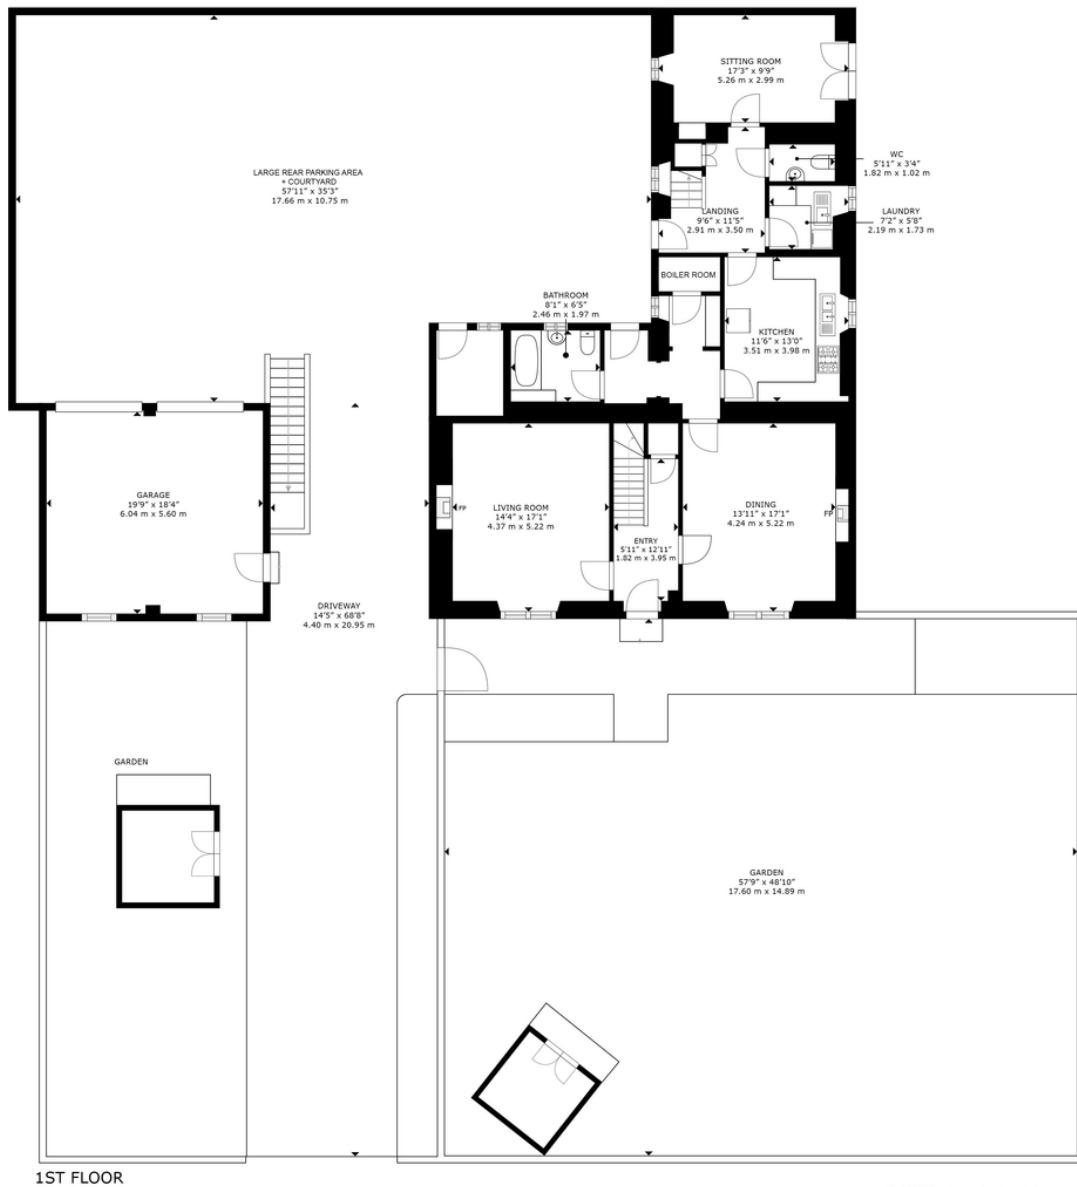 SITTING ROOM
17'3" x 9'9"
5.26 m x 2.99 m
WC
5'11" x 3'4"
1.82 m x 1.02 m
LARGE REAR PARKING AREA
+ COURTYARD
57'11" x 35'3"
17.66 m x 10.75 m
LANDING
9'6" x 11'5"
2.91 m x 3.50 m
LAUNDRY
7'2" x 5'8"
2.19 m x 1.73 m
BOILER ROOM
BATHROOM
8'1" x 6'5"
2.46 m x 1.97 m
KITCHEN
11'6" x 13'0"
3.51 m x 3.98 m
GARAGE
19'9" x 18'4"
6.04 m x 5.60 m
FP
LIVING ROOM
14'4" x 17'1"
4.37 m x 5.22 m
DINING
13'11" x 17'1"
4.24 m x 5.22 m
FP
ENTRY
5'11" x 12'11"
1.82 m x 3.95 m
DRIVEWAY
14'5" x 68'8"
4.40 m x 20.95 m
GARDEN
GARDEN
57'9" x 48'10"
17.60 m x 14.89 m
1ST FLOOR